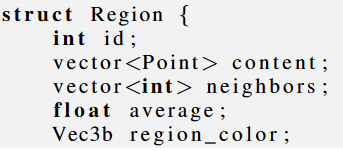 struct Region {
int id;
vector<Point> content;
vector<int> neighbors;
float average;
Vec3b region_color;